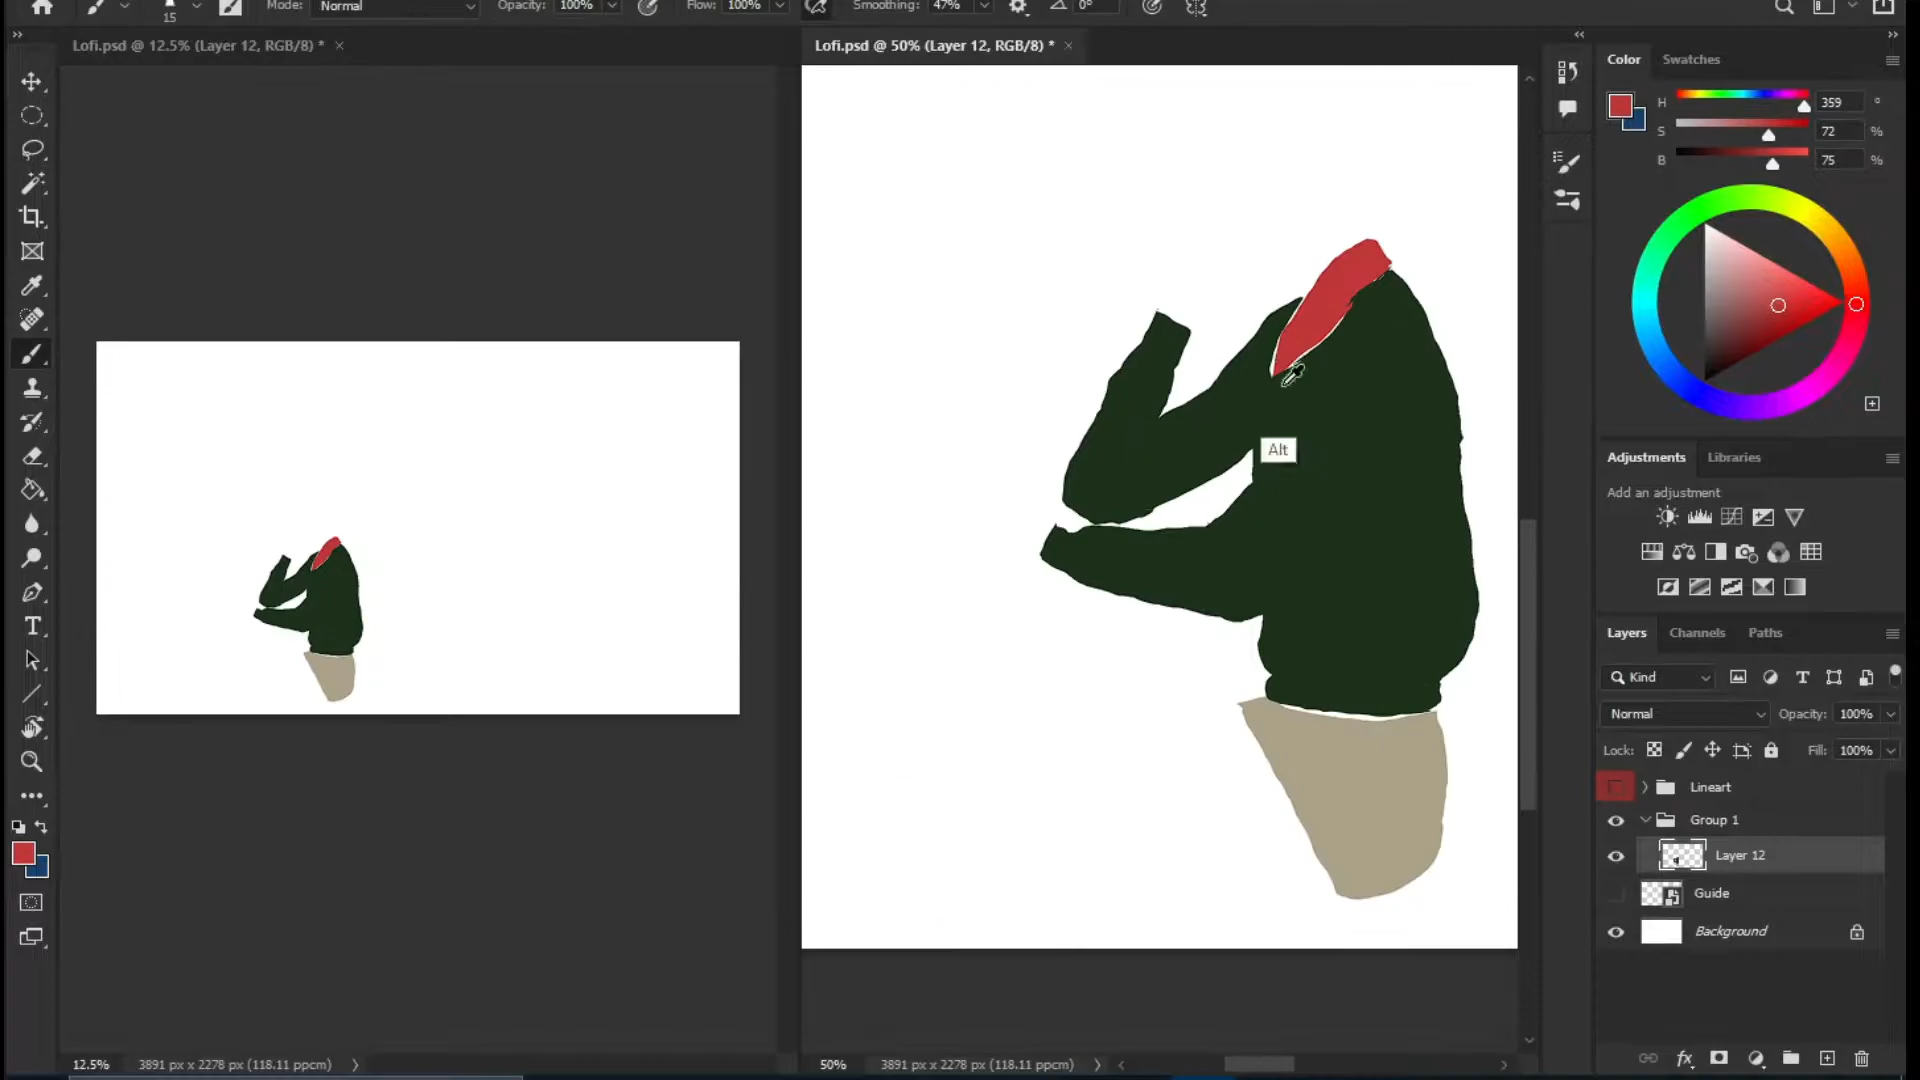 15
Mode: Normal
Opacity: 100%
Flow: 100%
Smoothing: 47%
0°
Lofi.psd @ 12.5% (Layer 12, RGB/8) *
Lofi.psd @ 50% (Layer 12, RGB/8) *
Color
Swatches
H 359 °
S 72 %
B 75 %
Alt
Adjustments
Libraries
Add an adjustment
Layers
Channels
Paths
Kind
Normal
Opacity: 100%
Lock:
Fill: 100%
Lineart
Group 1
Layer 12
Guide
Background
12.5%
3891 px x 2278 px (118.11 ppcm)
50%
3891 px x 2278 px (118.11 ppcm)